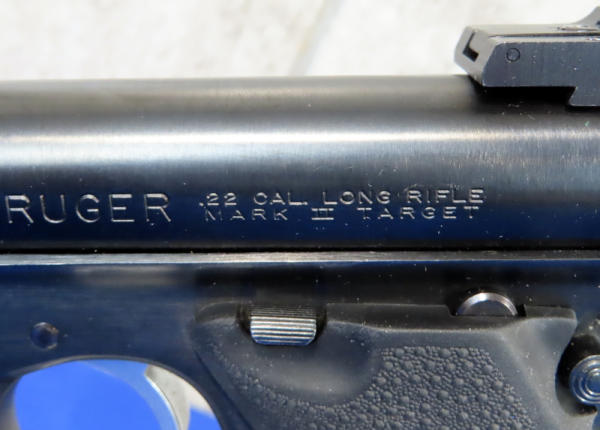 RUGER
.22 CAL. LONG RIFLE
MARK III TARGET